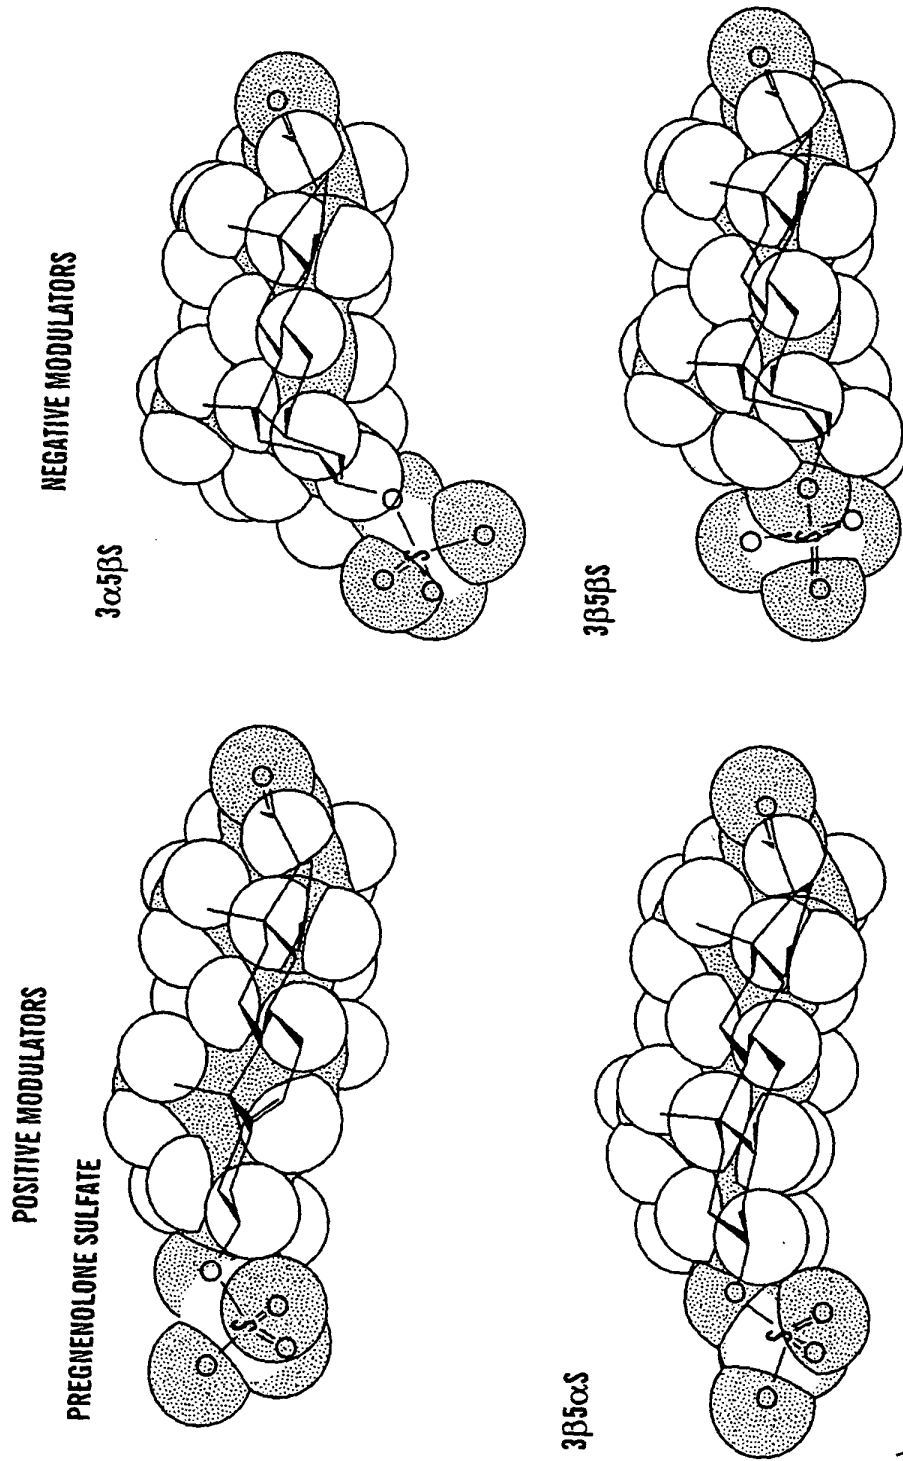 POSITIVE MODULATORS
PREGNENOLONE SULFATE
O
O
S
O
O
O
3β5αS
O
O
S
O
O
O
NEGATIVE MODULATORS
3α5βS
O
O
S
O
O
O
3β5βS
O
O
S
O
O
O